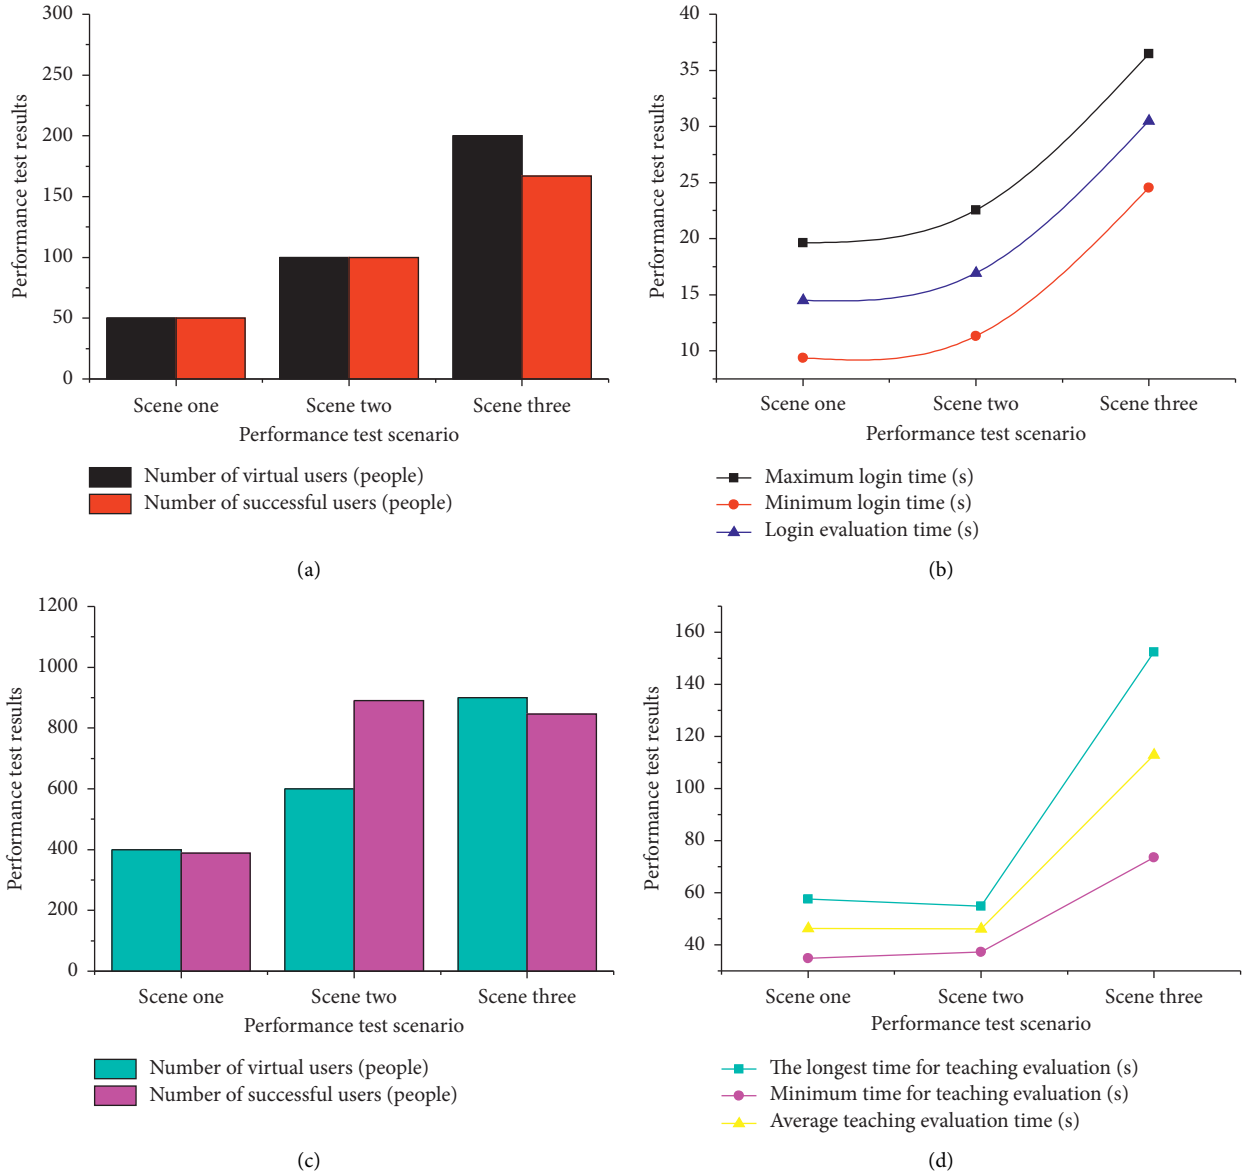 300
250
200
150
100
50
0
Performance test results
Scene one
Scene two
Scene three
Performance test scenario
Number of virtual users (people)
Number of successful users (people)
(a)
40
35
30
25
20
15
10
Performance test results
Scene one
Scene two
Scene three
Performance test scenario
Maximum login time (s)
Minimum login time (s)
Login evaluation time (s)
(b)
1200
1000
800
600
400
200
0
Performance test results
Scene one
Scene two
Scene three
Performance test scenario
Number of virtual users (people)
Number of successful users (people)
(c)
160
140
120
100
80
60
40
Performance test results
Scene one
Scene two
Scene three
Performance test scenario
The longest time for teaching evaluation (s)
Minimum time for teaching evaluation (s)
Average teaching evaluation time (s)
(d)